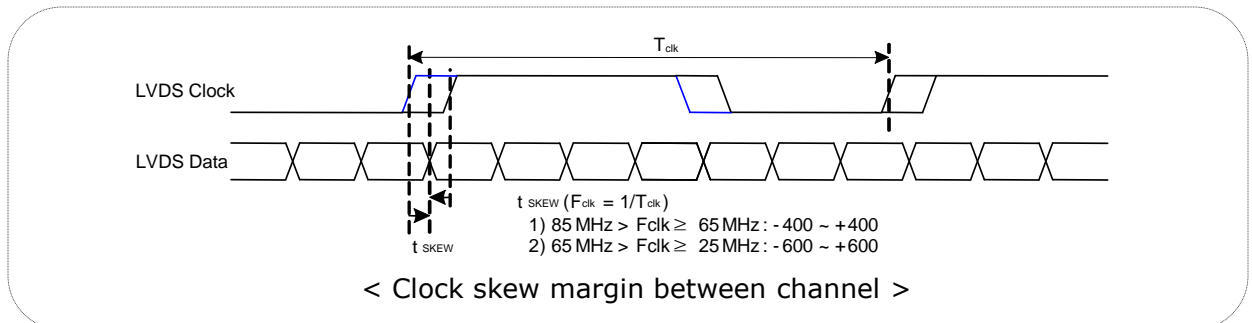 Tclk
LVDS Clock
LVDS Data
t SKEW (Fclk = 1/Tclk)
1) 85 MHz > Fclk ≥ 65 MHz : - 400 ~ + 400
2) 65 MHz > Fclk ≥ 25 MHz : - 600 ~ + 600
t SKEW
< Clock skew margin between channel >